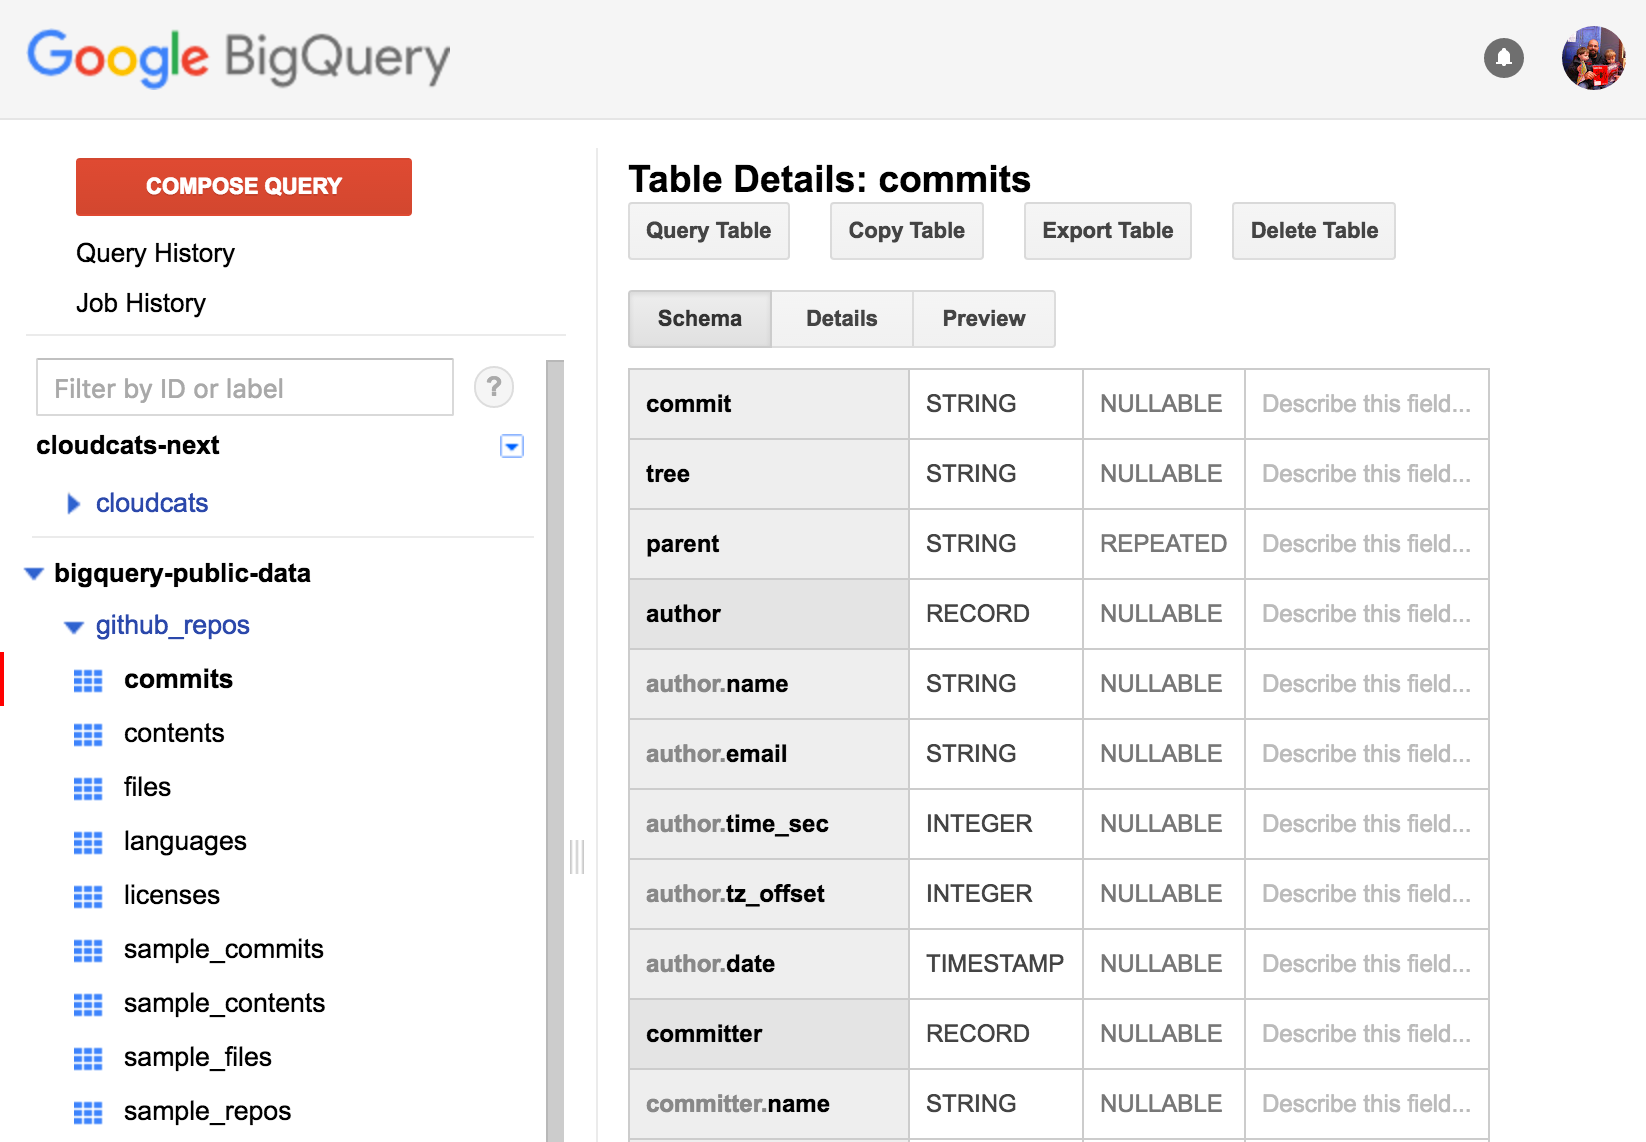 Google BigQuery
COMPOSE QUERY
Query History
Job History
Filter by ID or label
?
cloudcats-next
cloudcats
bigquery-public-data
github_repos
commits
contents
files
languages
licenses
sample_commits
sample_contents
sample_files
sample_repos
Table Details: commits
Query Table Copy Table Export Table Delete Table
Schema Details Preview
commit STRING NULLABLE Describe this field...
tree STRING NULLABLE Describe this field...
parent STRING REPEATED Describe this field...
author RECORD NULLABLE Describe this field...
author.name STRING NULLABLE Describe this field...
author.email STRING NULLABLE Describe this field...
author.time_sec INTEGER NULLABLE Describe this field...
author.tz_offset INTEGER NULLABLE Describe this field...
author.date TIMESTAMP NULLABLE Describe this field...
committer RECORD NULLABLE Describe this field...
committer.name STRING NULLABLE Describe this field...